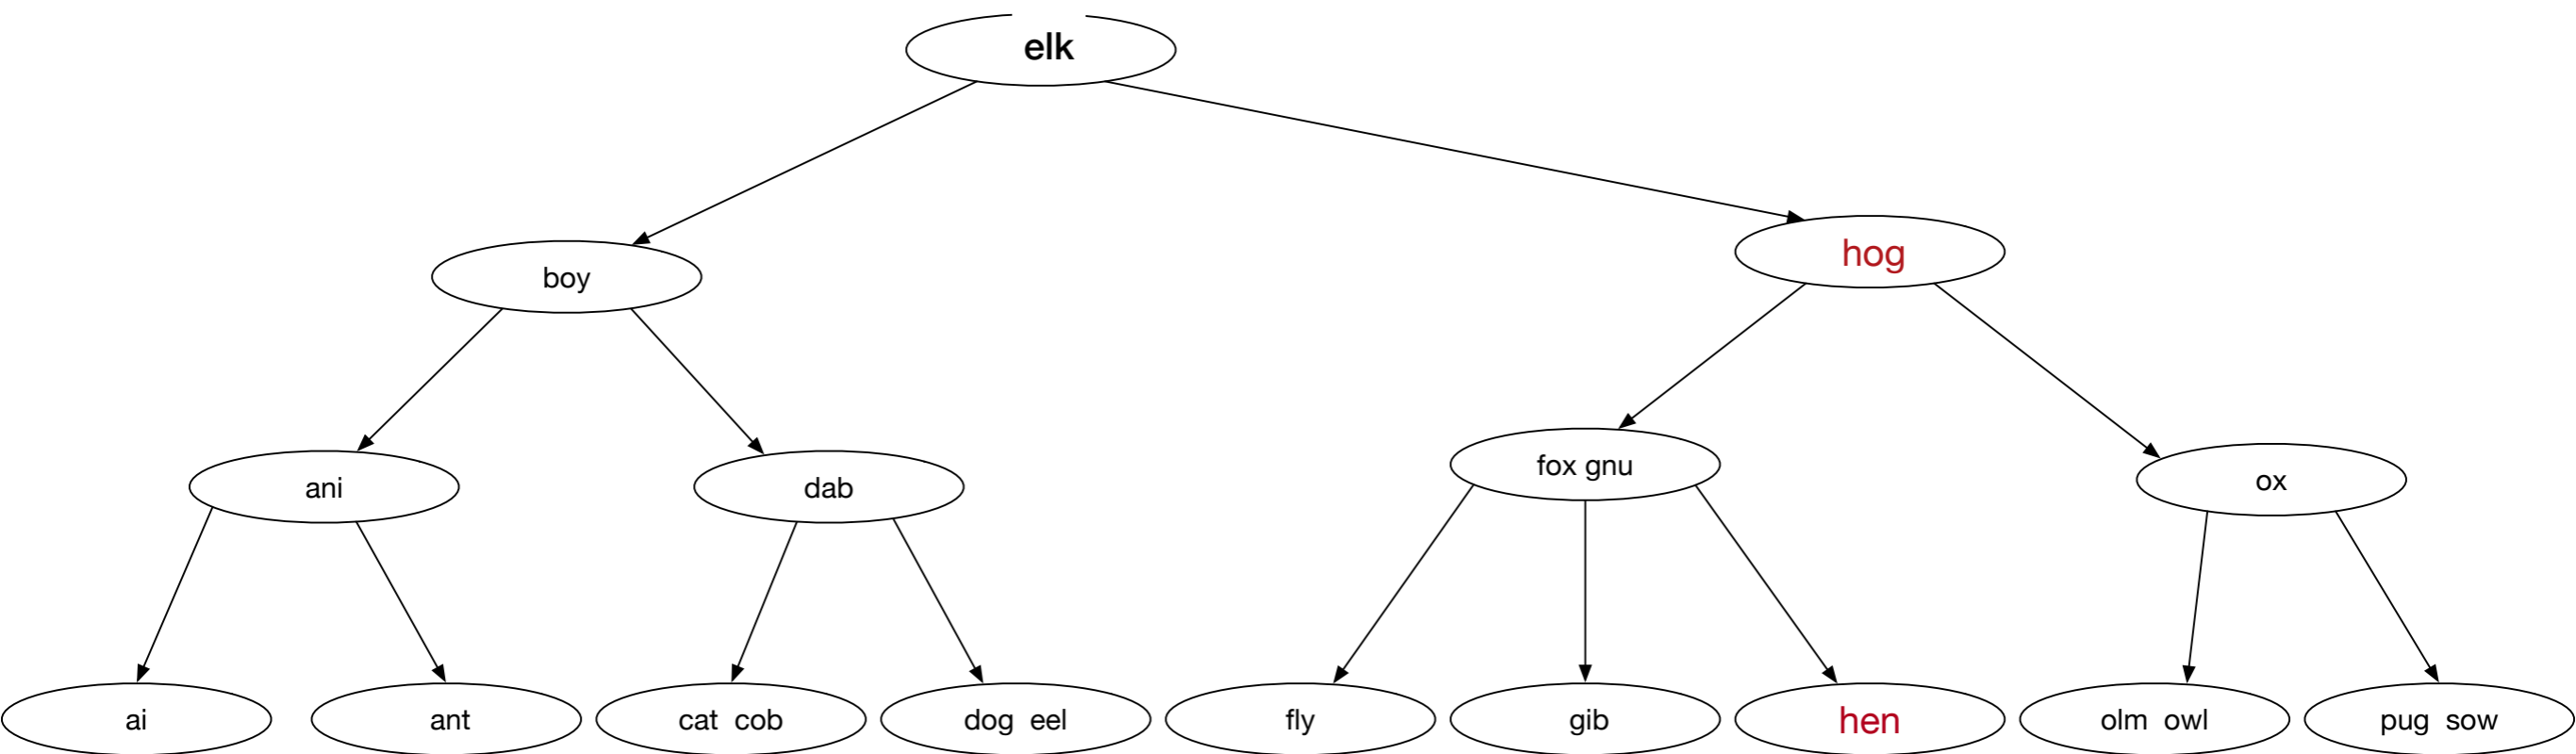 elk
boy
hog
ani
dab
fox gnu
ox
ai
ant
cat cob
dog eel
fly
gib
hen
olm owl
pug sow